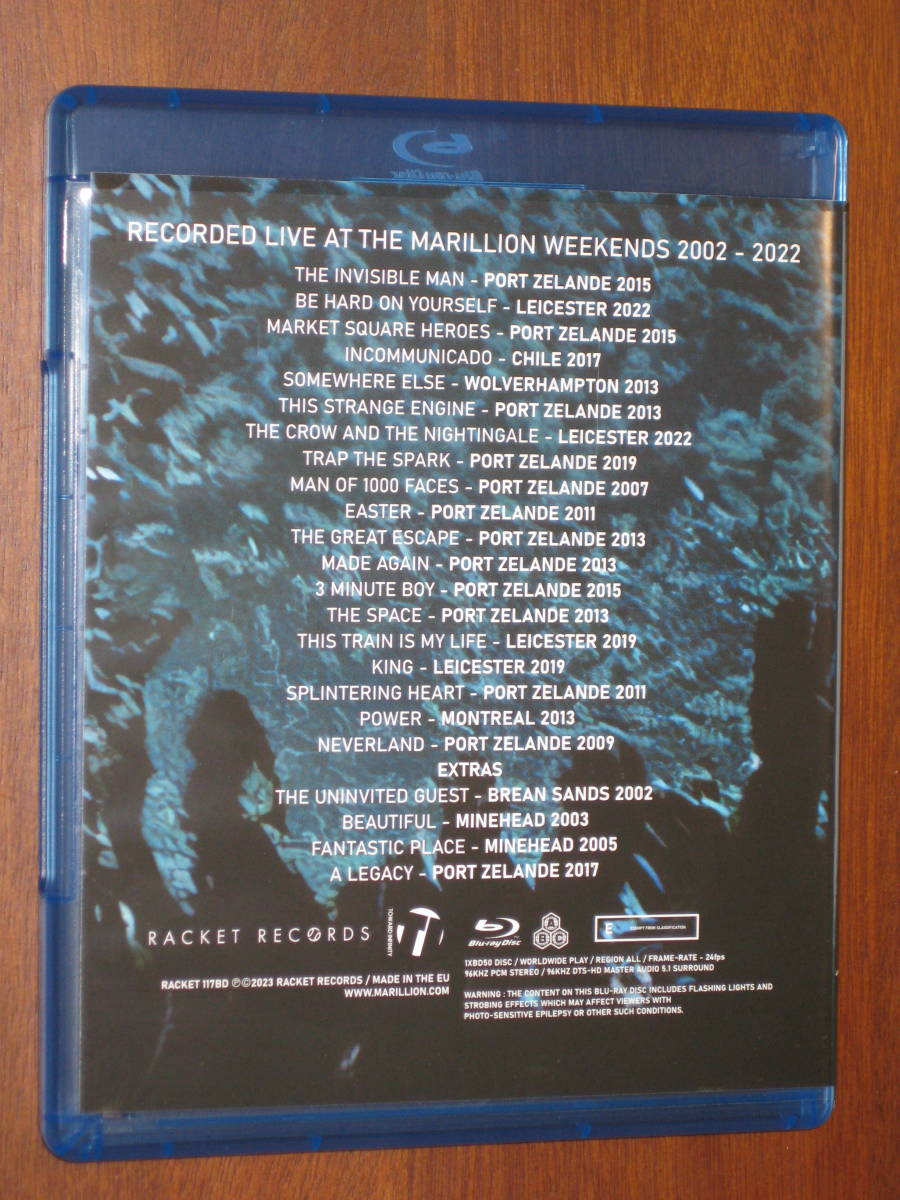 RECORDED LIVE AT THE MARILLION WEEKENDS 2002 - 2022
THE INVISIBLE MAN - PORT ZELANDE 2015
BE HARD ON YOURSELF - LEICESTER 2022
MARKET SQUARE HEROES - PORT ZELANDE 2015
INCOMMUNICADO - CHILE 2017
SOMEWHERE ELSE - WOLVERHAMPTON 2013
THIS STRANGE ENGINE - PORT ZELANDE 2013
THE CROW AND THE NIGHTINGALE - LEICESTER 2022
TRAP THE SPARK - PORT ZELANDE 2019
MAN OF 1000 FACES - PORT ZELANDE 2007
EASTER - PORT ZELANDE 2011
THE GREAT ESCAPE - PORT ZELANDE 2013
MADE AGAIN - PORT ZELANDE 2013
3 MINUTE BOY - PORT ZELANDE 2015
THE SPACE - PORT ZELANDE 2013
THIS TRAIN IS MY LIFE - LEICESTER 2019
KING - LEICESTER 2019
SPLINTERING HEART - PORT ZELANDE 2011
POWER - MONTREAL 2013
NEVERLAND - PORT ZELANDE 2009
EXTRAS
THE UNINVITED GUEST - BREAN SANDS 2002
BEAUTIFUL - MINEHEAD 2003
FANTASTIC PLACE - MINEHEAD 2005
A LEGACY - PORT ZELANDE 2017
RACKET RECORDS
TOWARD INFINITY
Blu-ray Disc
A B C
E EXEMPT FROM CLASSIFICATION
RACKET 117BD ℗©2023 RACKET RECORDS / MADE IN THE EU
WWW.MARILLION.COM
1XBD50 DISC / WORLDWIDE PLAY / REGION ALL / FRAME-RATE - 24fps
96KHZ PCM STEREO / 96KHZ DTS-HD MASTER AUDIO 5.1 SURROUND
WARNING : THE CONTENT ON THIS BLU-RAY DISC INCLUDES FLASHING LIGHTS AND
STROBING EFFECTS WHICH MAY AFFECT VIEWERS WITH
PHOTO-SENSITIVE EPILEPSY OR OTHER SUCH CONDITIONS.